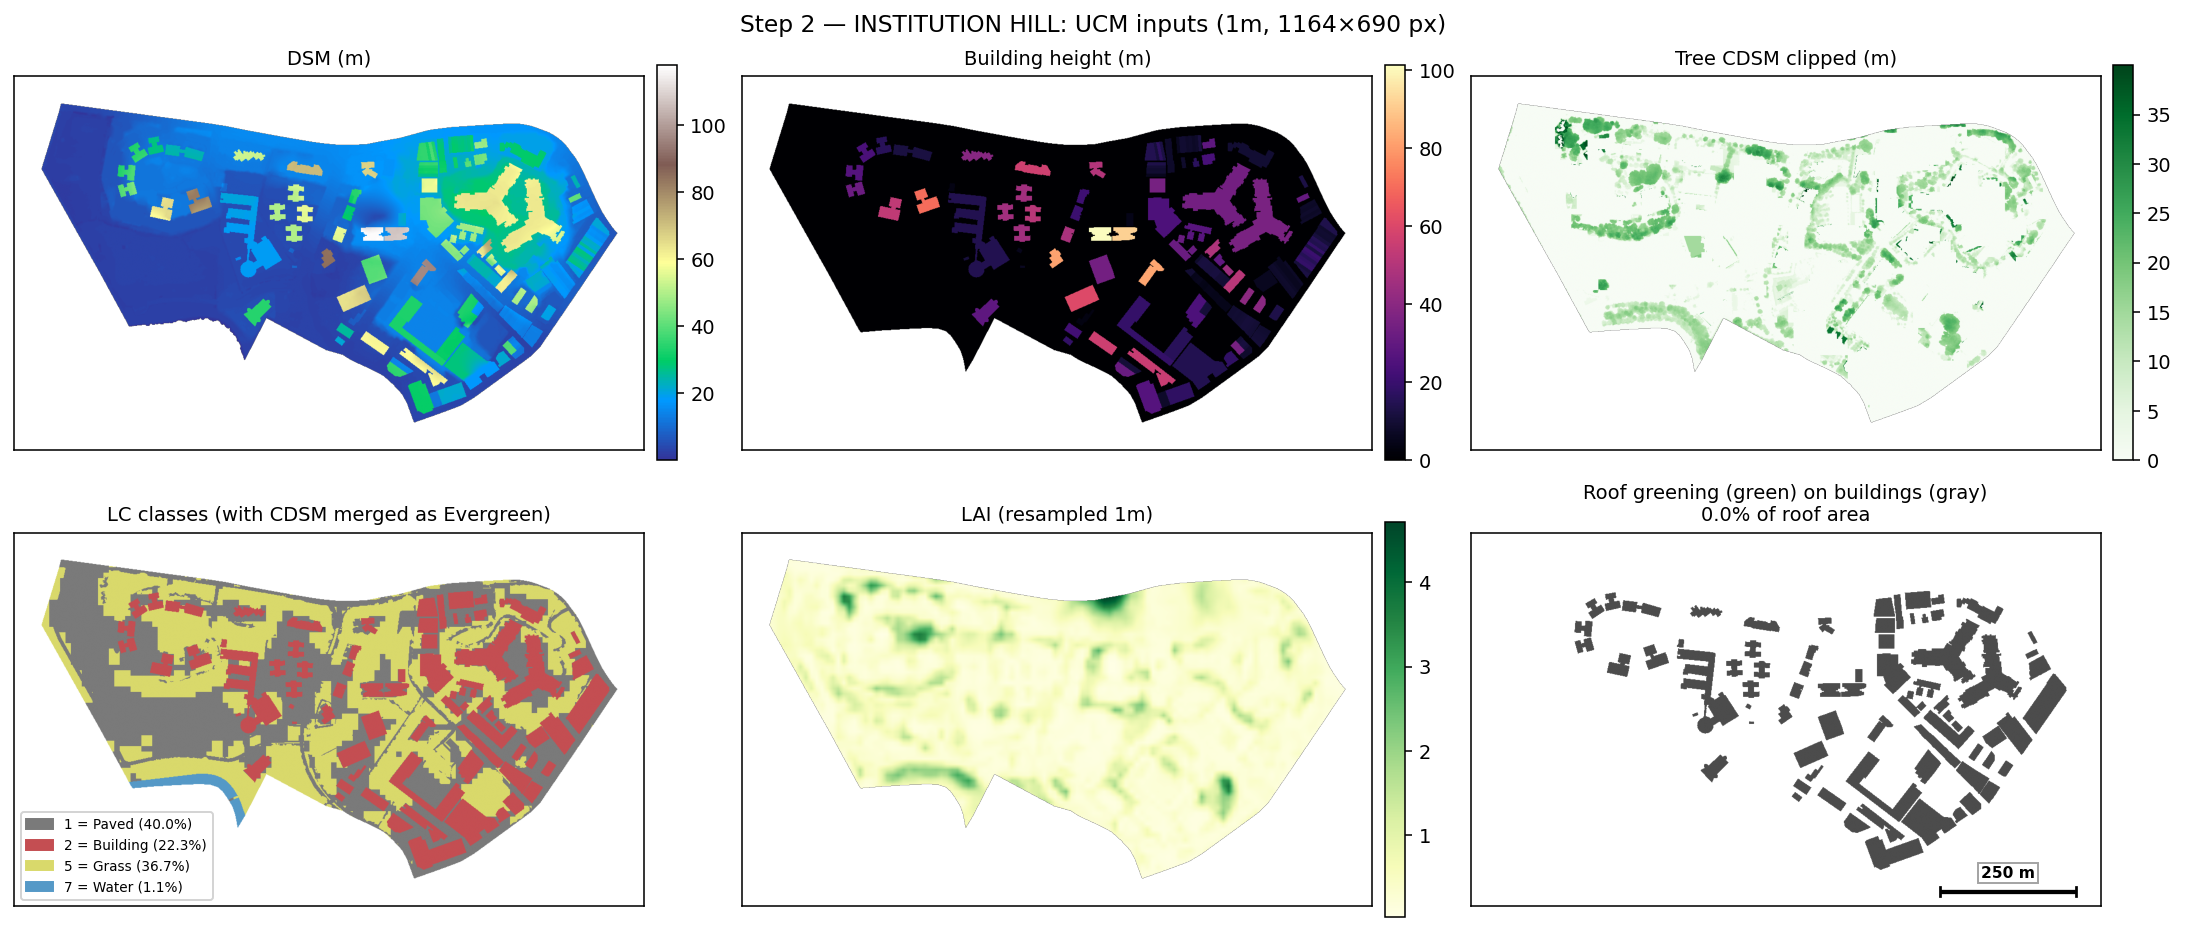 Step 2 — INSTITUTION HILL: UCM inputs (1m, 1164×690 px)
DSM (m)
100
80
60
40
20
Building height (m)
100
80
60
40
20
0
Tree CDSM clipped (m)
35
30
25
20
15
10
5
0
LC classes (with CDSM merged as Evergreen)
1 = Paved (40.0%)
2 = Building (22.3%)
5 = Grass (36.7%)
7 = Water (1.1%)
LAI (resampled 1m)
4
3
2
1
Roof greening (green) on buildings (gray)
0.0% of roof area
250 m